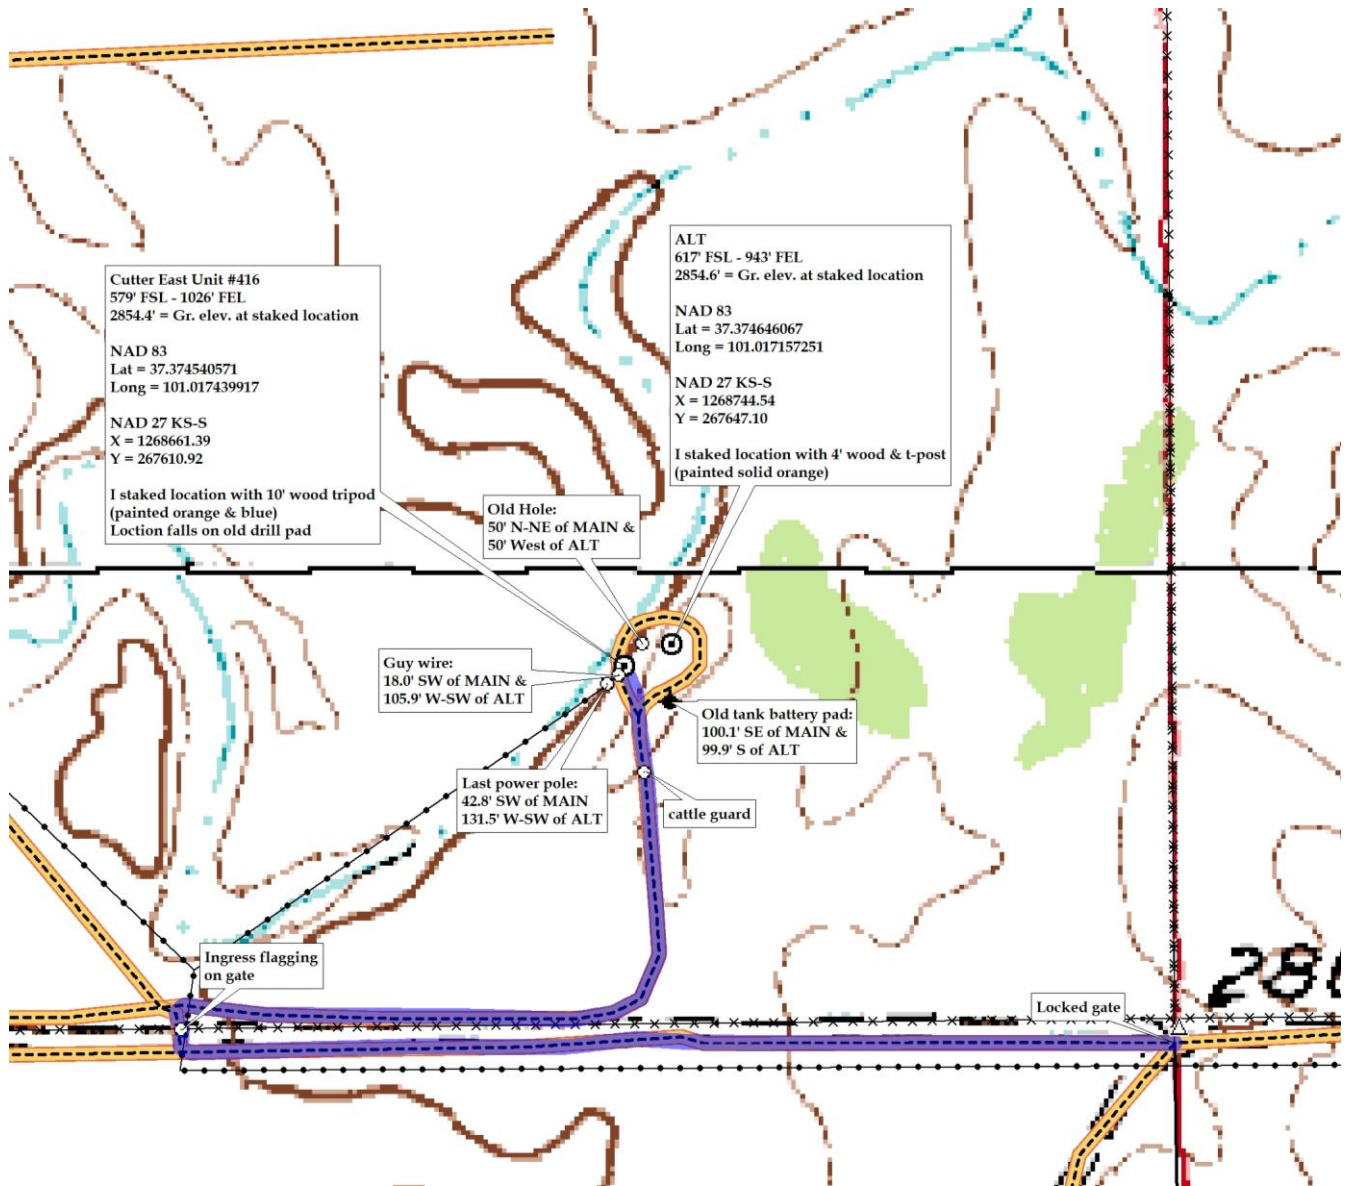 Cutter East Unit #416
579' FSL - 1026' FEL
2854.4' = Gr. elev. at staked location
NAD 83
Lat = 37.374540571
Long = 101.017439917
NAD 27 KS-S
X = 1268661.39
Y = 267610.92
I staked location with 10' wood tripod
(painted orange & blue)
Loction falls on old drill pad
ALT
617' FSL - 943' FEL
2854.6' = Gr. elev. at staked location
NAD 83
Lat = 37.374646067
Long = 101.017157251
NAD 27 KS-S
X = 1268744.54
Y = 267647.10
I staked location with 4' wood & t-post
(painted solid orange)
Old Hole:
50' N-NE of MAIN &
50' West of ALT
Guy wire:
18.0' SW of MAIN &
105.9' W-SW of ALT
Old tank battery pad:
100.1' SE of MAIN &
99.9' S of ALT
Last power pole:
42.8' SW of MAIN
131.5' W-SW of ALT
cattle guard
Ingress flagging
on gate
Locked gate